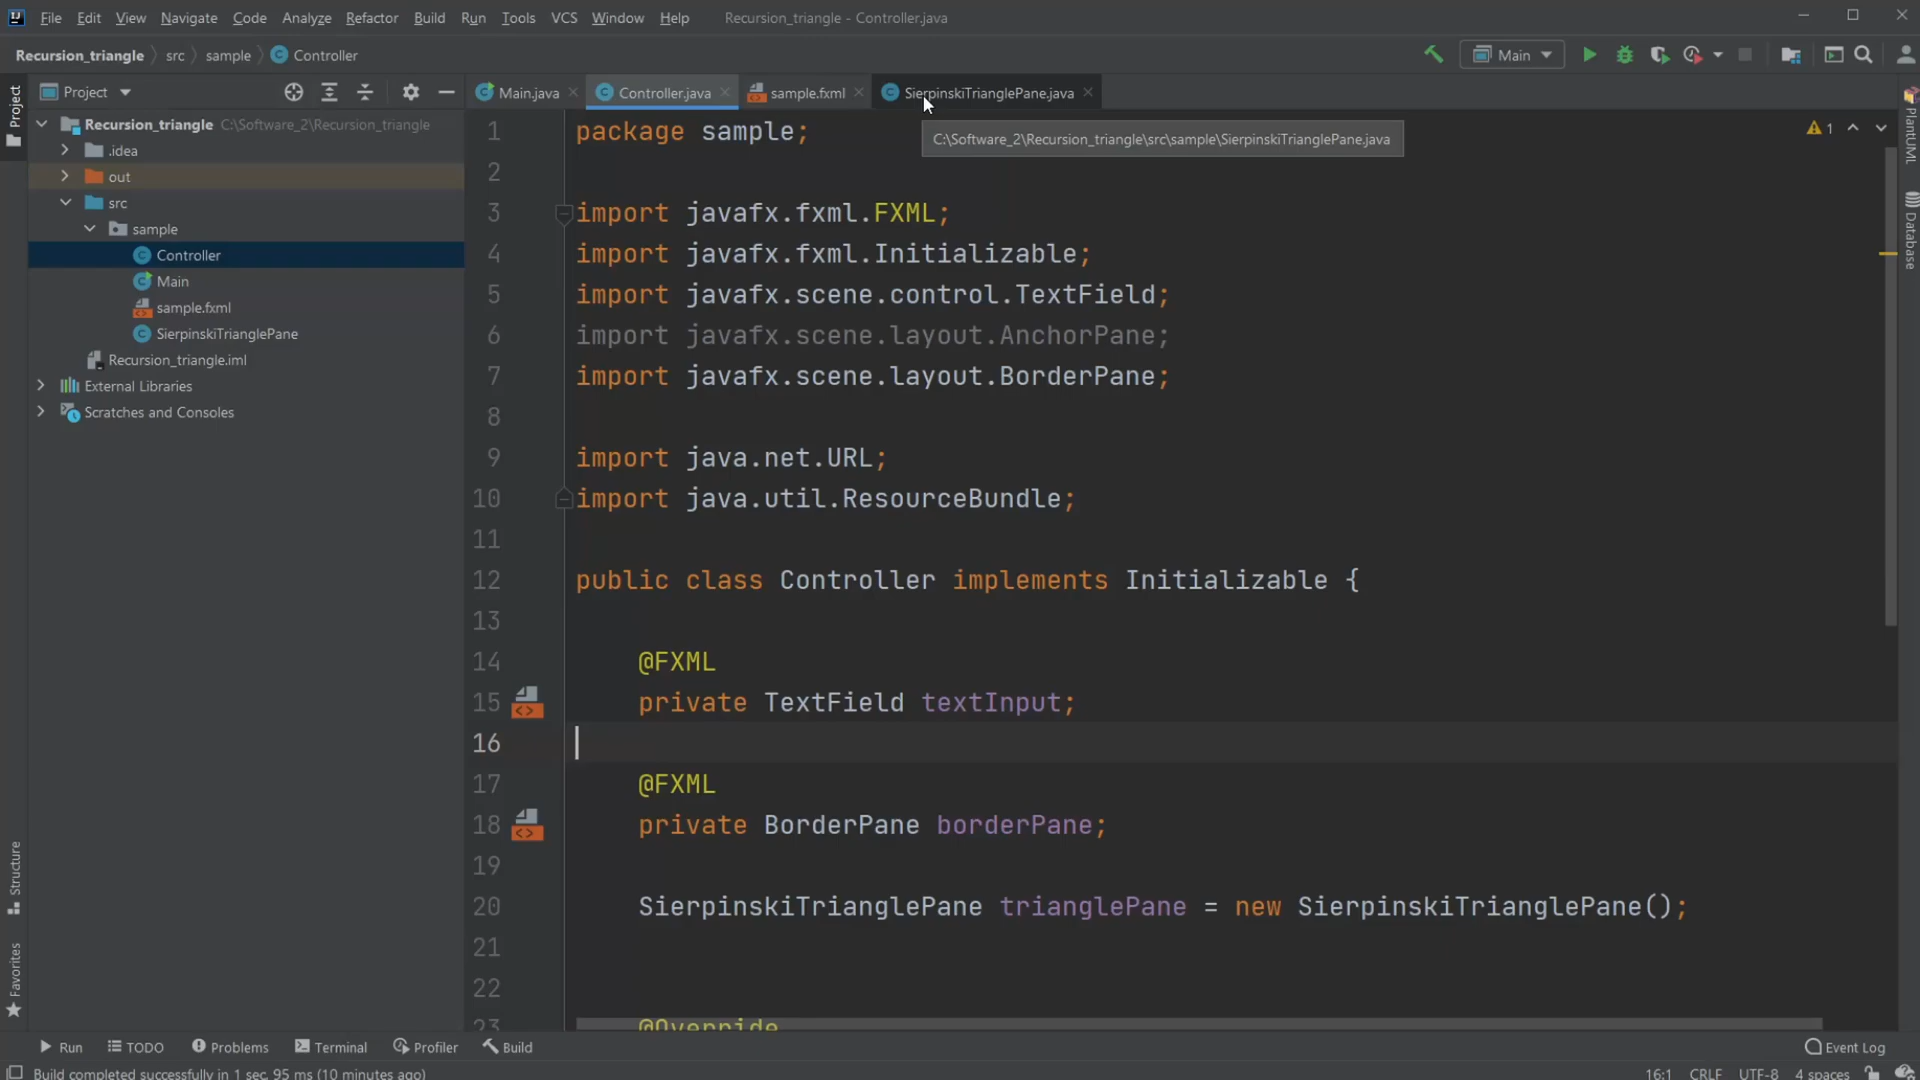 File Edit View Navigate Code Analyze Refactor Build Run Tools VCS Window Help Recursion_triangle - Controller.java
Recursion_triangle src sample Controller Main
Project
Project
Main.java Controller.java sample.fxml SierpinskiTrianglePane.java
Recursion_triangle C:\Software_2\Recursion_triangle
.idea
out
src
sample
Controller
Main
sample.fxml
SierpinskiTrianglePane
Recursion_triangle.iml
External Libraries
Scratches and Consoles
C:\Software_2\Recursion_triangle\src\sample\SierpinskiTrianglePane.java
1
1 package sample;
2
3 import javafx.fxml.FXML;
4 import javafx.fxml.Initializable;
5 import javafx.scene.control.TextField;
6 import javafx.scene.layout.AnchorPane;
7 import javafx.scene.layout.BorderPane;
8
9 import java.net.URL;
10 import java.util.ResourceBundle;
11
12 public class Controller implements Initializable {
13
14 @FXML
15 private TextField textInput;
16
17 @FXML
18 private BorderPane borderPane;
19
20 SierpinskiTrianglePane trianglePane = new SierpinskiTrianglePane();
21
22
23 @Override
PlantUML
Database
Structure
Favorites
Run TODO Problems Terminal Profiler Build Event Log
Build completed successfully in 1 sec, 95 ms (10 minutes ago) 16:1 CRLF UTF-8 4 spaces